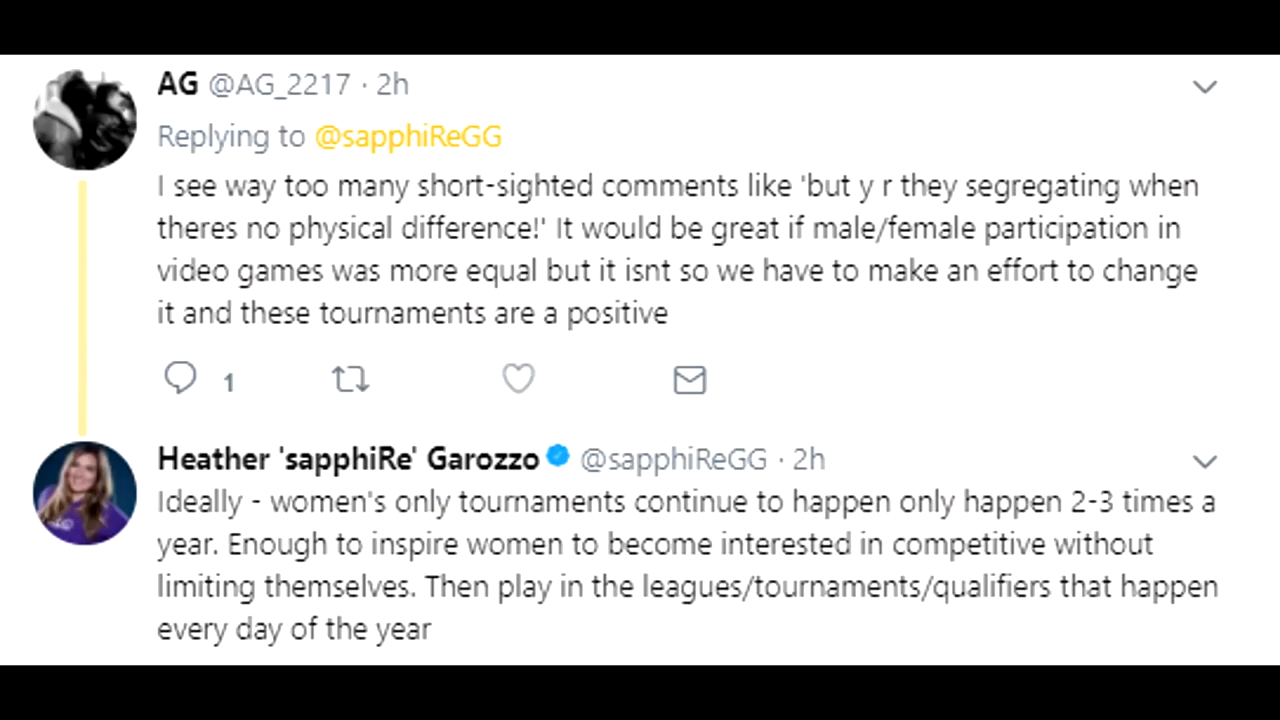 AG @AG_2217 · 2h
Replying to @sapphiReGG
I see way too many short-sighted comments like 'but y r they segregating when
theres no physical difference!' It would be great if male/female participation in
video games was more equal but it isnt so we have to make an effort to change
it and these tournaments are a positive
1
Heather 'sapphiRe' Garozzo @sapphiReGG · 2h
Ideally - women's only tournaments continue to happen only happen 2-3 times a
year. Enough to inspire women to become interested in competitive without
limiting themselves. Then play in the leagues/tournaments/qualifiers that happen
every day of the year